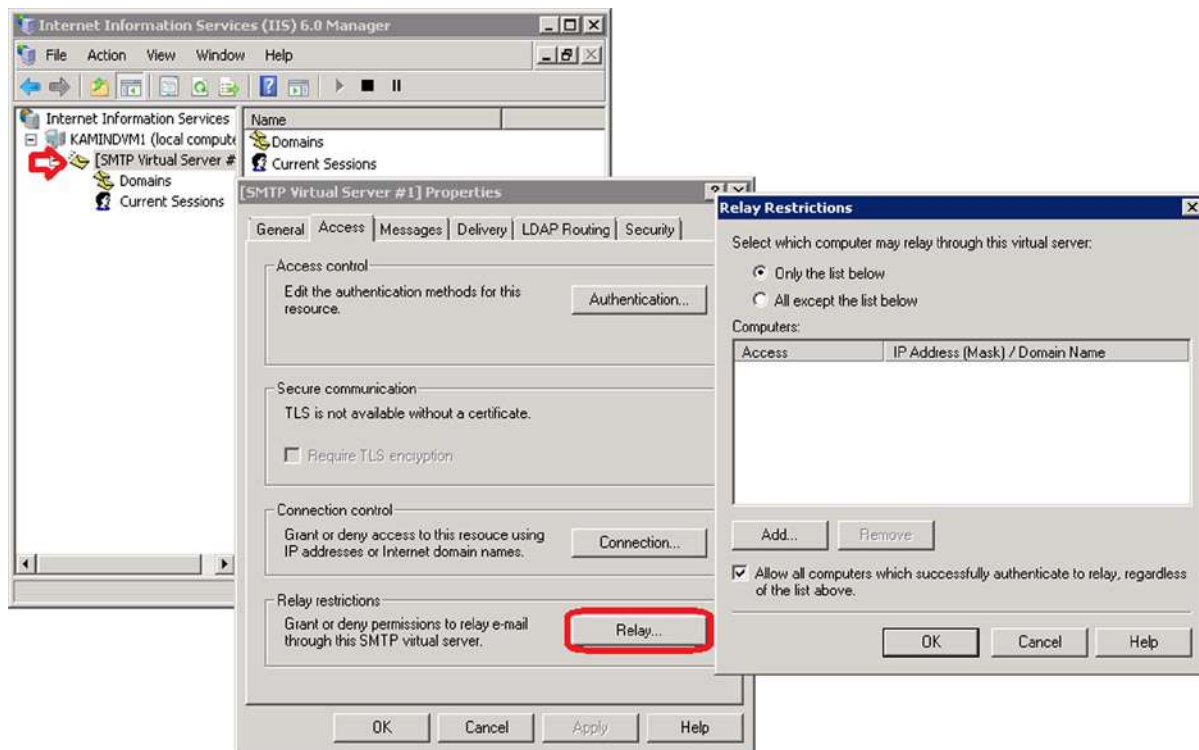 Internet Information Services (IIS) 6.0 Manager
File Action View Window Help
Internet Information Services
KAMINDVM1 (local compute
[SMTP Virtual Server #
Domains
Current Sessions
Name
Domains
Current Sessions
[SMTP Virtual Server #1] Properties
General Access Messages Delivery LDAP Routing Security
Access control
Edit the authentication methods for this
resource.
Authentication...
Secure communication
TLS is not available without a certificate.
Require TLS encryption
Connection control
Grant or deny access to this resouce using
IP addresses or Internet domain names.
Connection...
Relay restrictions
Grant or deny permissions to relay e-mail
through this SMTP virtual server.
Relay...
OK Cancel Apply Help
Relay Restrictions
Select which computer may relay through this virtual server:
Only the list below
All except the list below
Computers:
Access IP Address (Mask) / Domain Name
Add... Remove
Allow all computers which successfully authenticate to relay, regardless
of the list above.
OK Cancel Help